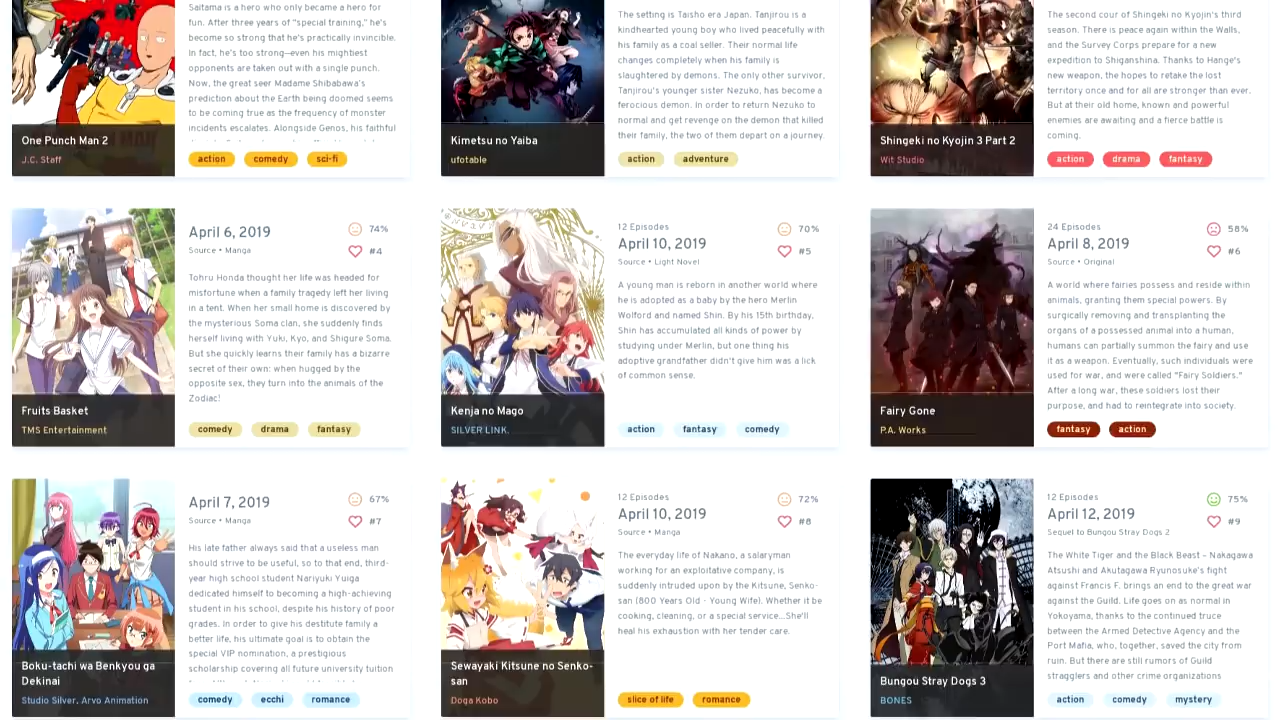 Saitama is a hero who only became a hero for
fun. After three years of "special training," he's
become so strong that he's practically invincible.
In fact, he's too strong—even his mightiest
opponents are taken out with a single punch.
Now, the great seer Madame Shibabawa's
prediction about the Earth being doomed seems
to be coming true as the frequency of monster
incidents escalates. Alongside Genos, his faithful
One Punch Man 2
J.C. Staff
action
comedy
sci-fi
The setting is Taisho era Japan. Tanjirou is a
kindhearted young boy who lived peacefully with
his family as a coal seller. Their normal life
changes completely when his family is
slaughtered by demons. The only other survivor,
Tanjirou's younger sister Nezuko, has become a
ferocious demon. In order to return Nezuko to
normal and get revenge on the demon that killed
their family, the two of them depart on a journey.
Kimetsu no Yaiba
ufotable
action
adventure
The second cour of Shingeki no Kyojin's third
season. There is peace again within the Walls,
and the Survey Corps prepare for a new
expedition to Shiganshina. Thanks to Hange's
new weapon, the hopes to retake the lost
territory once and for all are stronger than ever.
But at their old home, known and powerful
enemies are awaiting and a fierce battle is
coming.
Shingeki no Kyojin 3 Part 2
Wit Studio
action
drama
fantasy
April 6, 2019
Source • Manga
74%
#4
Tohru Honda thought her life was headed for
misfortune when a family tragedy left her living
in a tent. When her small home is discovered by
the mysterious Soma clan, she suddenly finds
herself living with Yuki, Kyo, and Shigure Soma.
But she quickly learns their family has a bizarre
secret of their own: when hugged by the
opposite sex, they turn into the animals of the
Zodiac!
Fruits Basket
TMS Entertainment
comedy
drama
fantasy
12 Episodes
April 10, 2019
Source • Light Novel
70%
#5
A young man is reborn in another world where
he is adopted as a baby by the hero Merlin
Wolford and named Shin. By his 15th birthday,
Shin has accumulated all kinds of power by
studying under Merlin, but one thing his
adoptive grandfather didn't give him was a lick
of common sense.
Kenja no Mago
SILVER LINK.
action
fantasy
comedy
24 Episodes
April 8, 2019
Source • Original
58%
#6
A world where fairies possess and reside within
animals, granting them special powers. By
surgically removing and transplanting the
organs of a possessed animal into a human,
humans can partially summon the fairy and use
it as a weapon. Eventually, such individuals were
used for war, and were called "Fairy Soldiers."
After a long war, these soldiers lost their
purpose, and had to reintegrate into society.
Fairy Gone
P.A. Works
fantasy
action
April 7, 2019
Source • Manga
67%
#7
His late father always said that a useless man
should strive to be useful, so to that end, third-
year high school student Nariyuki Yuiga
dedicated himself to becoming a high-achieving
student in his school, despite his history of poor
grades. In order to give his destitute family a
better life, his ultimate goal is to obtain the
special VIP nomination, a prestigious
scholarship covering all future university tuition
Boku-tachi wa Benkyou ga
Dekinai
Studio Silver, Arvo Animation
comedy
ecchi
romance
12 Episodes
April 10, 2019
Source • Manga
72%
#8
The everyday life of Nakano, a salaryman
working for an exploitative company, is
suddenly intruded upon by the Kitsune, Senko-
san (800 Years Old - Young Wife). Whether it be
cooking, cleaning, or a special service...She'll
heal his exhaustion with her tender care.
Sewayaki Kitsune no Senko-
san
Doga Kobo
slice of life
romance
12 Episodes
April 12, 2019
Sequel to Bungou Stray Dogs 2
75%
#9
The White Tiger and the Black Beast – Nakagawa
Atsushi and Akutagawa Ryunosuke's fight
against Francis F. brings an end to the great war
against the Guild. Life goes on as normal in
Yokoyama, thanks to the continued truce
between the Armed Detective Agency and the
Port Mafia, who, together, saved the city from
ruin. But there are still rumors of Guild
stragglers and other crime organizations
Bungou Stray Dogs 3
BONES
action
comedy
mystery